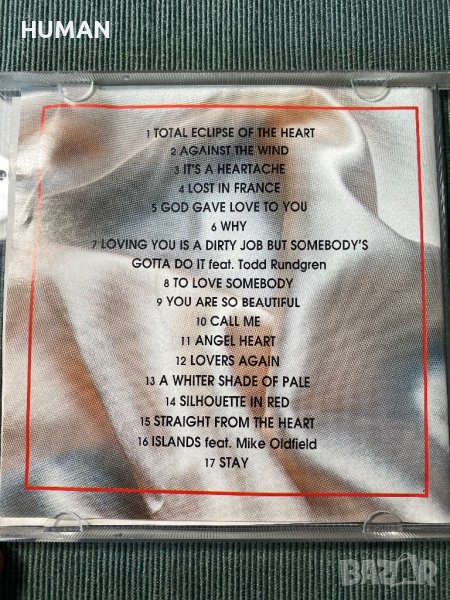 HUMAN
1 TOTAL ECLIPSE OF THE HEART
2 AGAINST THE WIND
3 IT'S A HEARTACHE
4 LOST IN FRANCE
5 GOD GAVE LOVE TO YOU
6 WHY
7 LOVING YOU IS A DIRTY JOB BUT SOMEBODY'S
GOTTA DO IT feat. Todd Rundgren
8 TO LOVE SOMEBODY
9 YOU ARE SO BEAUTIFUL
10 CALL ME
11 ANGEL HEART
12 LOVERS AGAIN
13 A WHITER SHADE OF PALE
14 SILHOUETTE IN RED
15 STRAIGHT FROM THE HEART
16 ISLANDS feat. Mike Oldfield
17 STAY
BAZAR